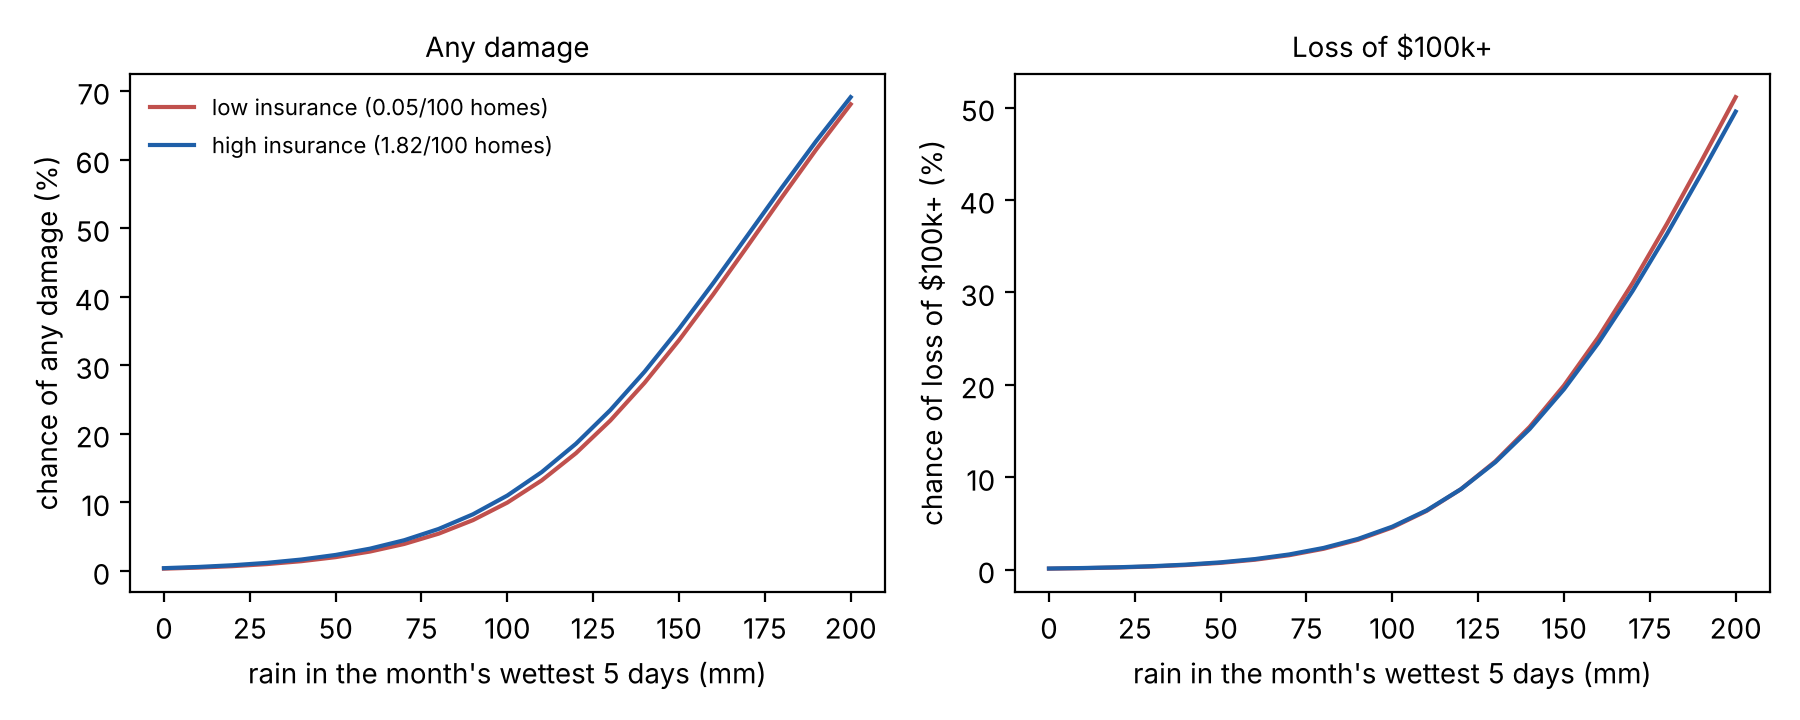 Any damage
chance of any damage (%)
70
60
50
40
30
20
10
0
low insurance (0.05/100 homes)
high insurance (1.82/100 homes)
0 25 50 75 100 125 150 175 200
rain in the month's wettest 5 days (mm)
Loss of $100k+
chance of loss of $100k+ (%)
50
40
30
20
10
0
0 25 50 75 100 125 150 175 200
rain in the month's wettest 5 days (mm)